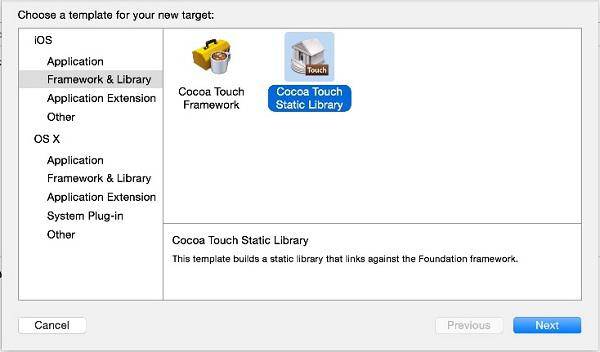 Choose a template for your new target:
iOS
Application
Framework & Library
Application Extension
Other
OS X
Application
Framework & Library
Application Extension
System Plug-in
Other
Cocoa Touch
Framework
Touch
Cocoa Touch
Static Library
Cocoa Touch Static Library
This template builds a static library that links against the Foundation framework.
Cancel
Previous
Next